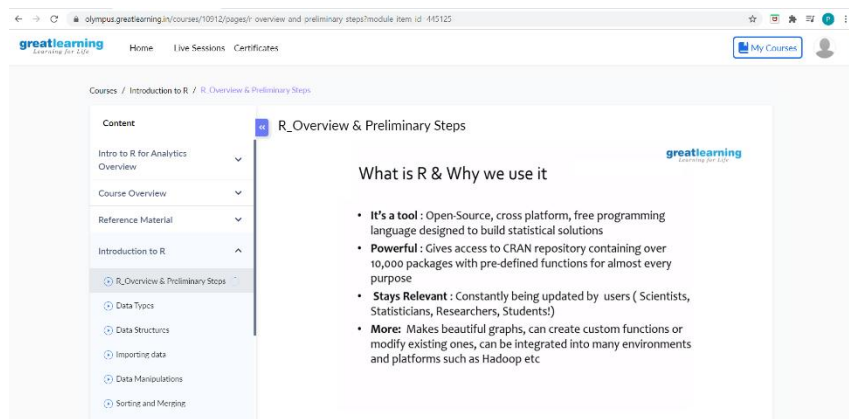 olympus.greatlearning.in/courses/10912/pages/r overview and preliminary steps?module item id 445125
P
greatlearning
Learning for Life
Home Live Sessions Certificates
My Courses
Courses / Introduction to R / R_Overview & Preliminary Steps
Content
Intro to R for Analytics
Overview
Course Overview
Reference Material
Introduction to R
R_Overview & Preliminary Steps
Data Types
Data Structures
Importing data
Data Manipulations
Sorting and Merging
«
R_Overview & Preliminary Steps
greatlearning
Learning for Life
What is R & Why we use it
• It's a tool : Open-Source, cross platform, free programming
language designed to build statistical solutions
• Powerful : Gives access to CRAN repository containing over
10,000 packages with pre-defined functions for almost every
purpose
• Stays Relevant : Constantly being updated by users ( Scientists,
Statisticians, Researchers, Students!)
• More: Makes beautiful graphs, can create custom functions or
modify existing ones, can be integrated into many environments
and platforms such as Hadoop etc